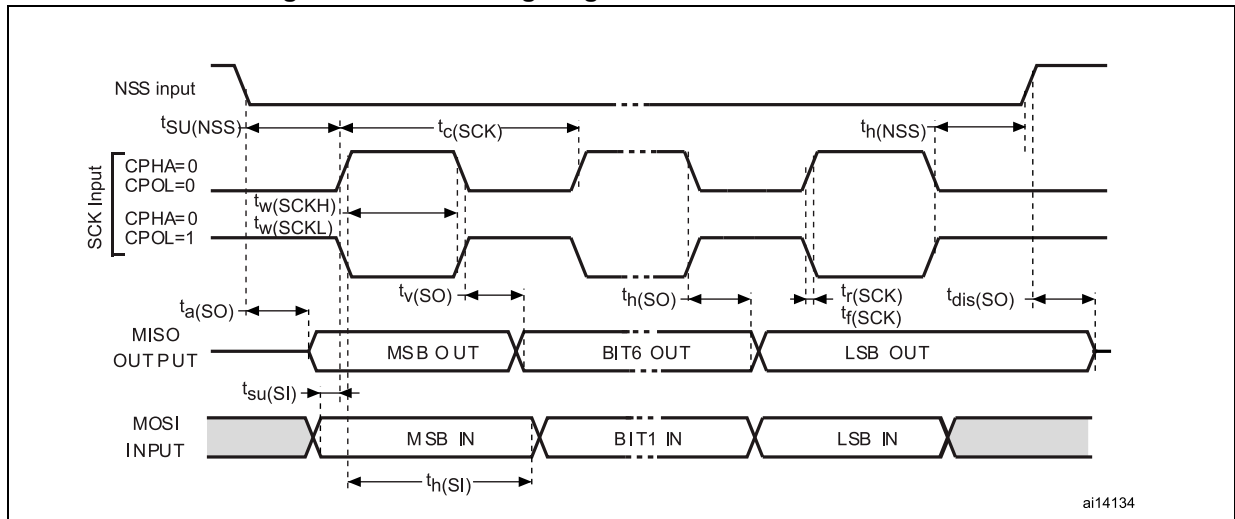 NSS input
tSU(NSS)
tc(SCK)
th(NSS)
SCK Input
CPHA=0
CPOL=0
CPHA=0
CPOL=1
tw(SCKH)
tw(SCKL)
ta(SO)
tv(SO)
th(SO)
tr(SCK)
tf(SCK)
tdis(SO)
MISO
OUTPUT
MSB OUT
BIT6 OUT
LSB OUT
tsu(SI)
MOSI
INPUT
MSB IN
BIT1 IN
LSB IN
th(SI)
ai14134